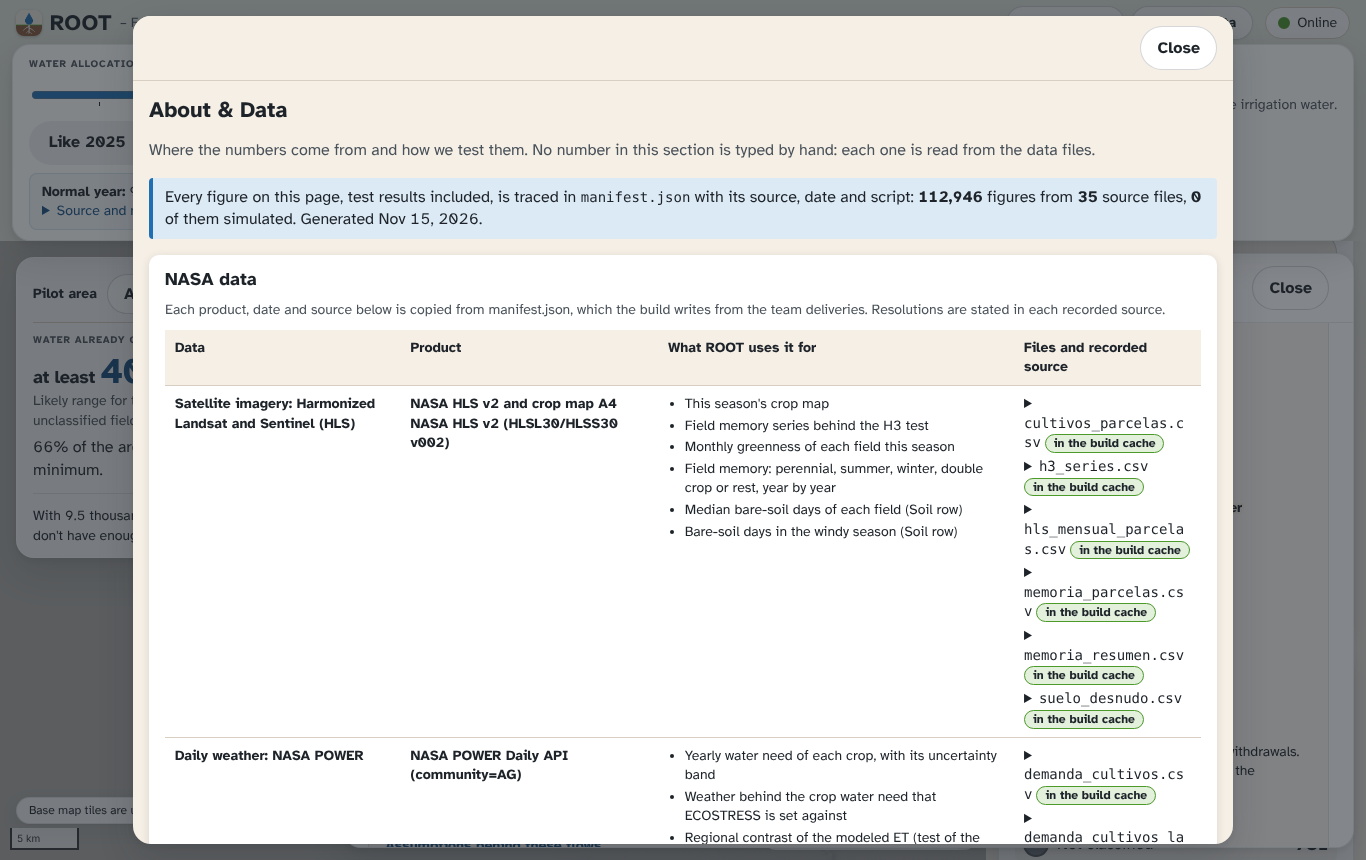 ROOT
Online
WATER ALLOCATIO
irrigation water.
Like 2025
Normal year:
Source and
Pilot area
Close
WATER ALREADY
at least 40
Likely range for
unclassified field
66% of the are
minimum.
With 9.5 thousan
don't have enoug
Base map tiles are
5 km
ithdrawals.
the
Close
About & Data
Where the numbers come from and how we test them. No number in this section is typed by hand: each one is read from the data files.
Every figure on this page, test results included, is traced in manifest.json with its source, date and script: 112,946 figures from 35 source files, 0
of them simulated. Generated Nov 15, 2026.
NASA data
Each product, date and source below is copied from manifest.json, which the build writes from the team deliveries. Resolutions are stated in each recorded source.
Data Product What ROOT uses it for Files and recorded
source
Satellite imagery: Harmonized
Landsat and Sentinel (HLS)
NASA HLS v2 and crop map A4
NASA HLS v2 (HLSL30/HLSS30
v002)
• This season's crop map
• Field memory series behind the H3 test
• Monthly greenness of each field this season
• Field memory: perennial, summer, winter, double
crop or rest, year by year
• Median bare-soil days of each field (Soil row)
• Bare-soil days in the windy season (Soil row)
▶
cultivos_parcelas.c
sv in the build cache
▶ h3_series.csv
in the build cache
▶
hls_mensual_parcela
s.csv in the build cache
▶
memoria_parcelas.cs
v in the build cache
▶
memoria_resumen.csv
in the build cache
▶ suelo_desnudo.csv
in the build cache
Daily weather: NASA POWER
NASA POWER Daily API
(community=AG)
• Yearly water need of each crop, with its uncertainty
band
• Weather behind the crop water need that
ECOSTRESS is set against
• Regional contrast of the modeled ET (test of the
▶
demanda_cultivos.cs
v in the build cache
▶
demanda_cultivos_la